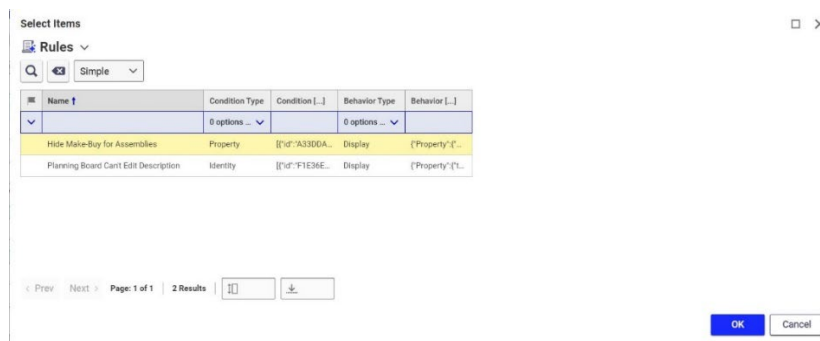 Select Items
Rules
Simple
Name Condition Type Condition [...] Behavior Type Behavior [...]
0 options ... 0 options ...
Hide Make-Buy for Assemblies Property [{"id":"A33DDA... Display {"Property":{"...
Planning Board Can't Edit Description Identity [{"id":"F1E36E... Display {"Property":{"t...
< Prev Next > Page: 1 of 1 2 Results
OK Cancel